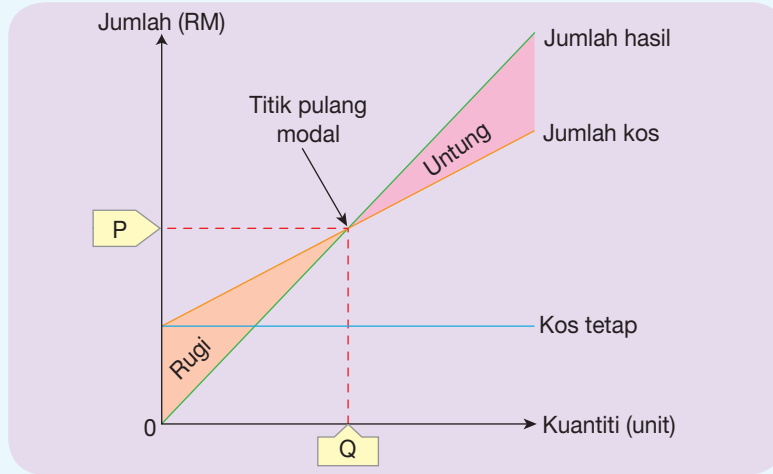 Jumlah (RM)
Jumlah hasil
Titik pulang
modal
Untung
Jumlah kos
P
Rugi
Kos tetap
0
Kuantiti (unit)
Q